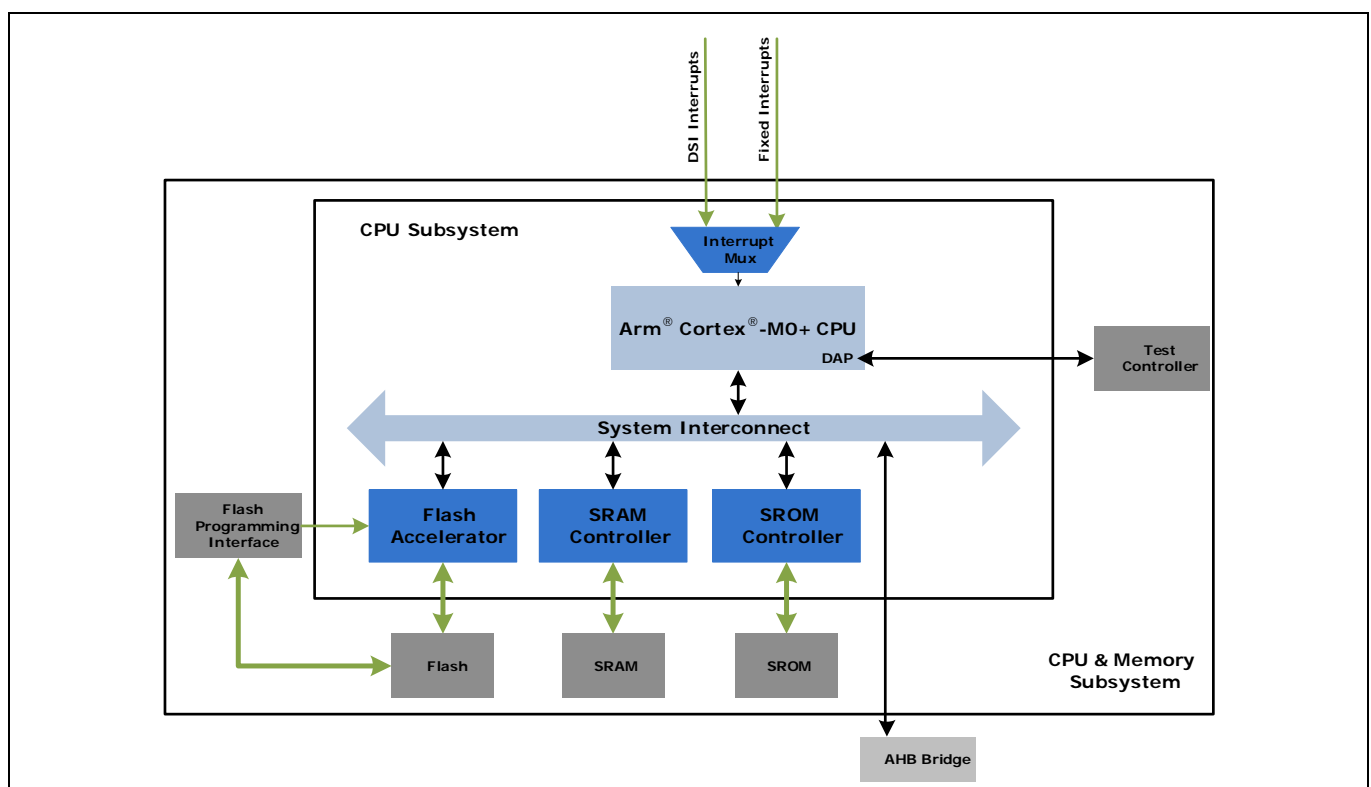 DSI Interrupts
Fixed Interrupts
CPU Subsystem
Interrupt
Mux
Arm® Cortex®-M0+ CPU
DAP
Test
Controller
System Interconnect
Flash
Programming
Interface
Flash
Accelerator
SRAM
Controller
SROM
Controller
Flash
SRAM
SROM
CPU & Memory
Subsystem
AHB Bridge